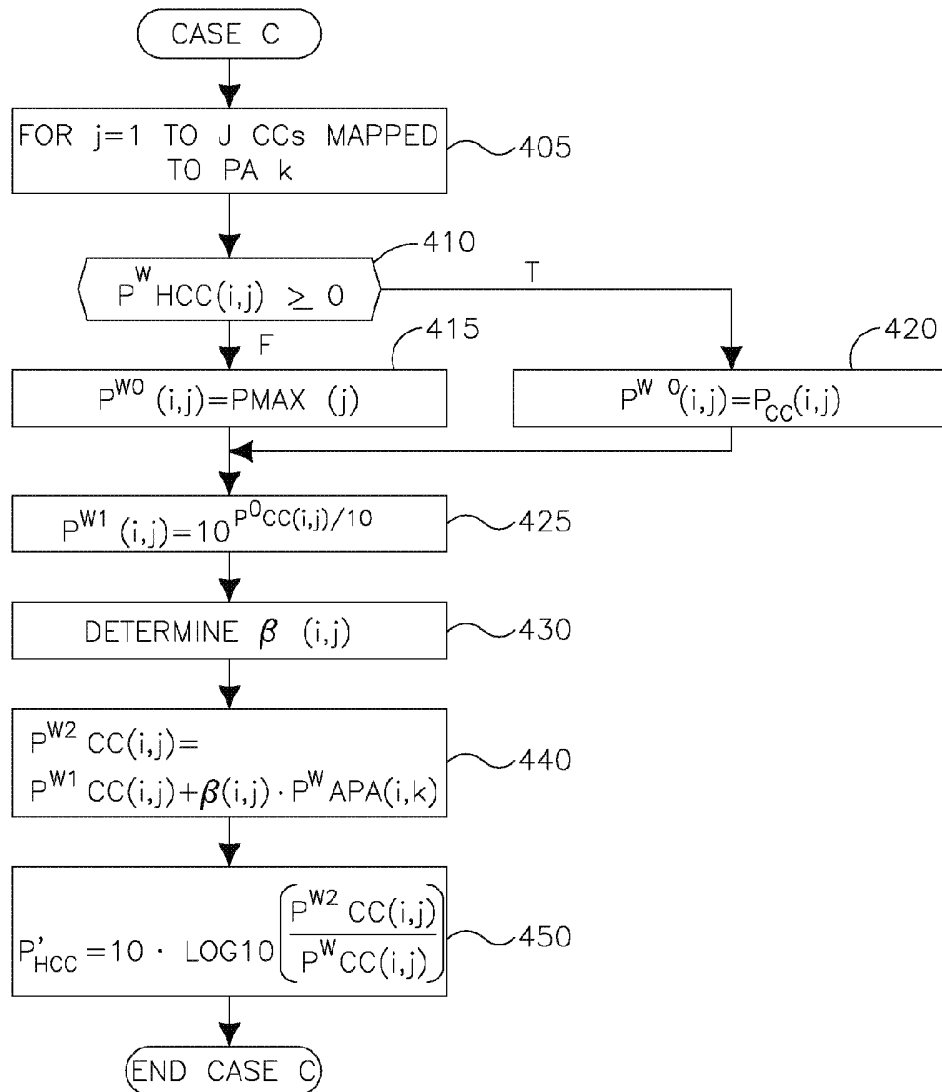 CASE C
FOR j=1 TO J CCs MAPPED
TO PA k
405
410
P^W HCC(i,j) ≥ 0
T
F
415
420
P^W0 (i,j)=PMAX (j)
P^W 0(i,j)=P_CC(i,j)
P^W1 (i,j)=10^P^0CC(i,j)/10
425
DETERMINE β (i,j)
430
P^W2 CC(i,j)=
P^W1 CC(i,j)+β(i,j) · P^W APA(i,k)
440
P'_HCC =10 · LOG10 (P^W2 CC(i,j) / P^W CC(i,j))
450
END CASE C